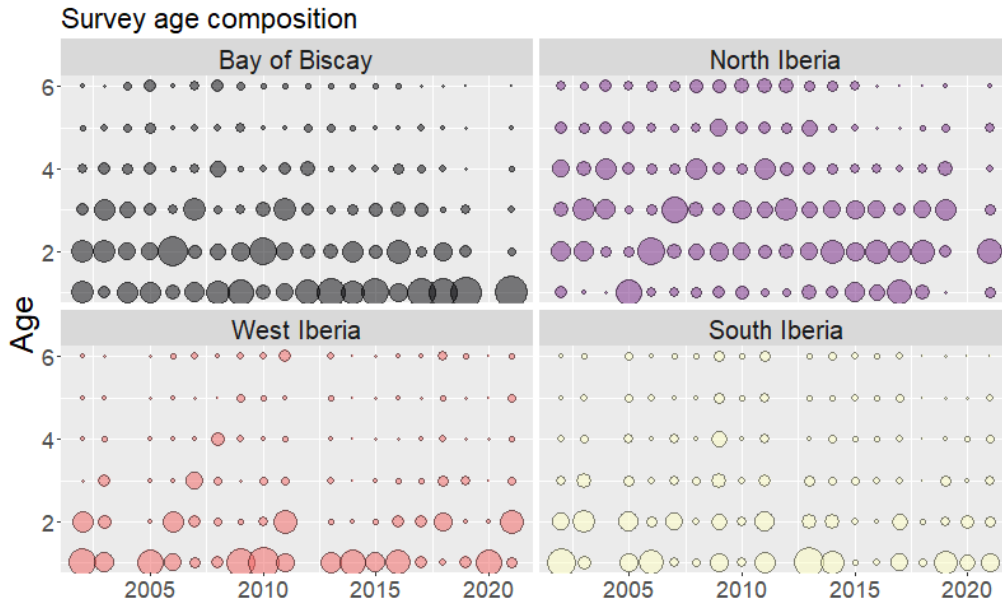 Survey age composition
Bay of Biscay
North Iberia
6
4
2
West Iberia
South Iberia
6
4
2
Age
2005
2010
2015
2020
2005
2010
2015
2020